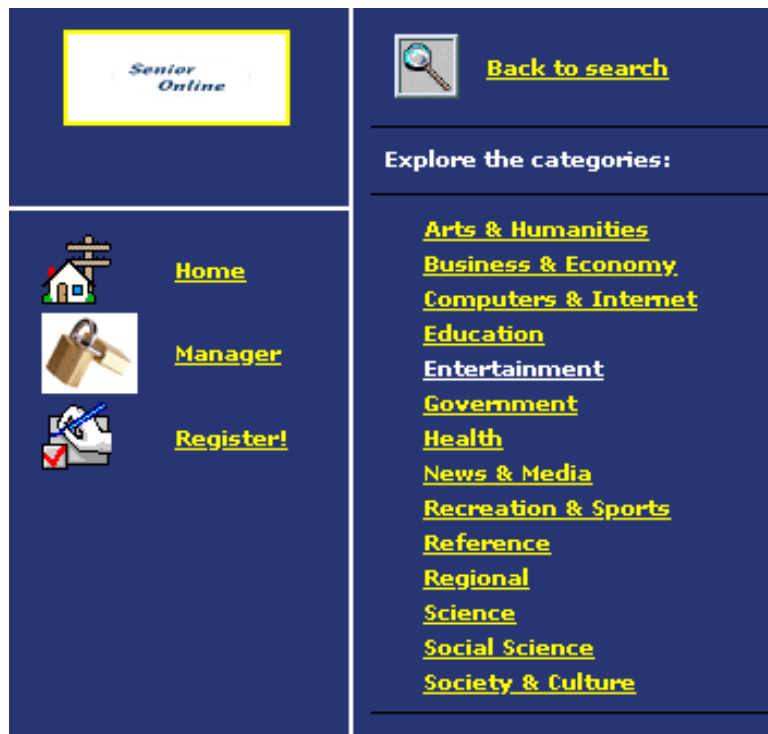 Senior
Online
Home
Manager
Register!
Back to search
Explore the categories:
Arts & Humanities
Business & Economy
Computers & Internet
Education
Entertainment
Government
Health
News & Media
Recreation & Sports
Reference
Regional
Science
Social Science
Society & Culture